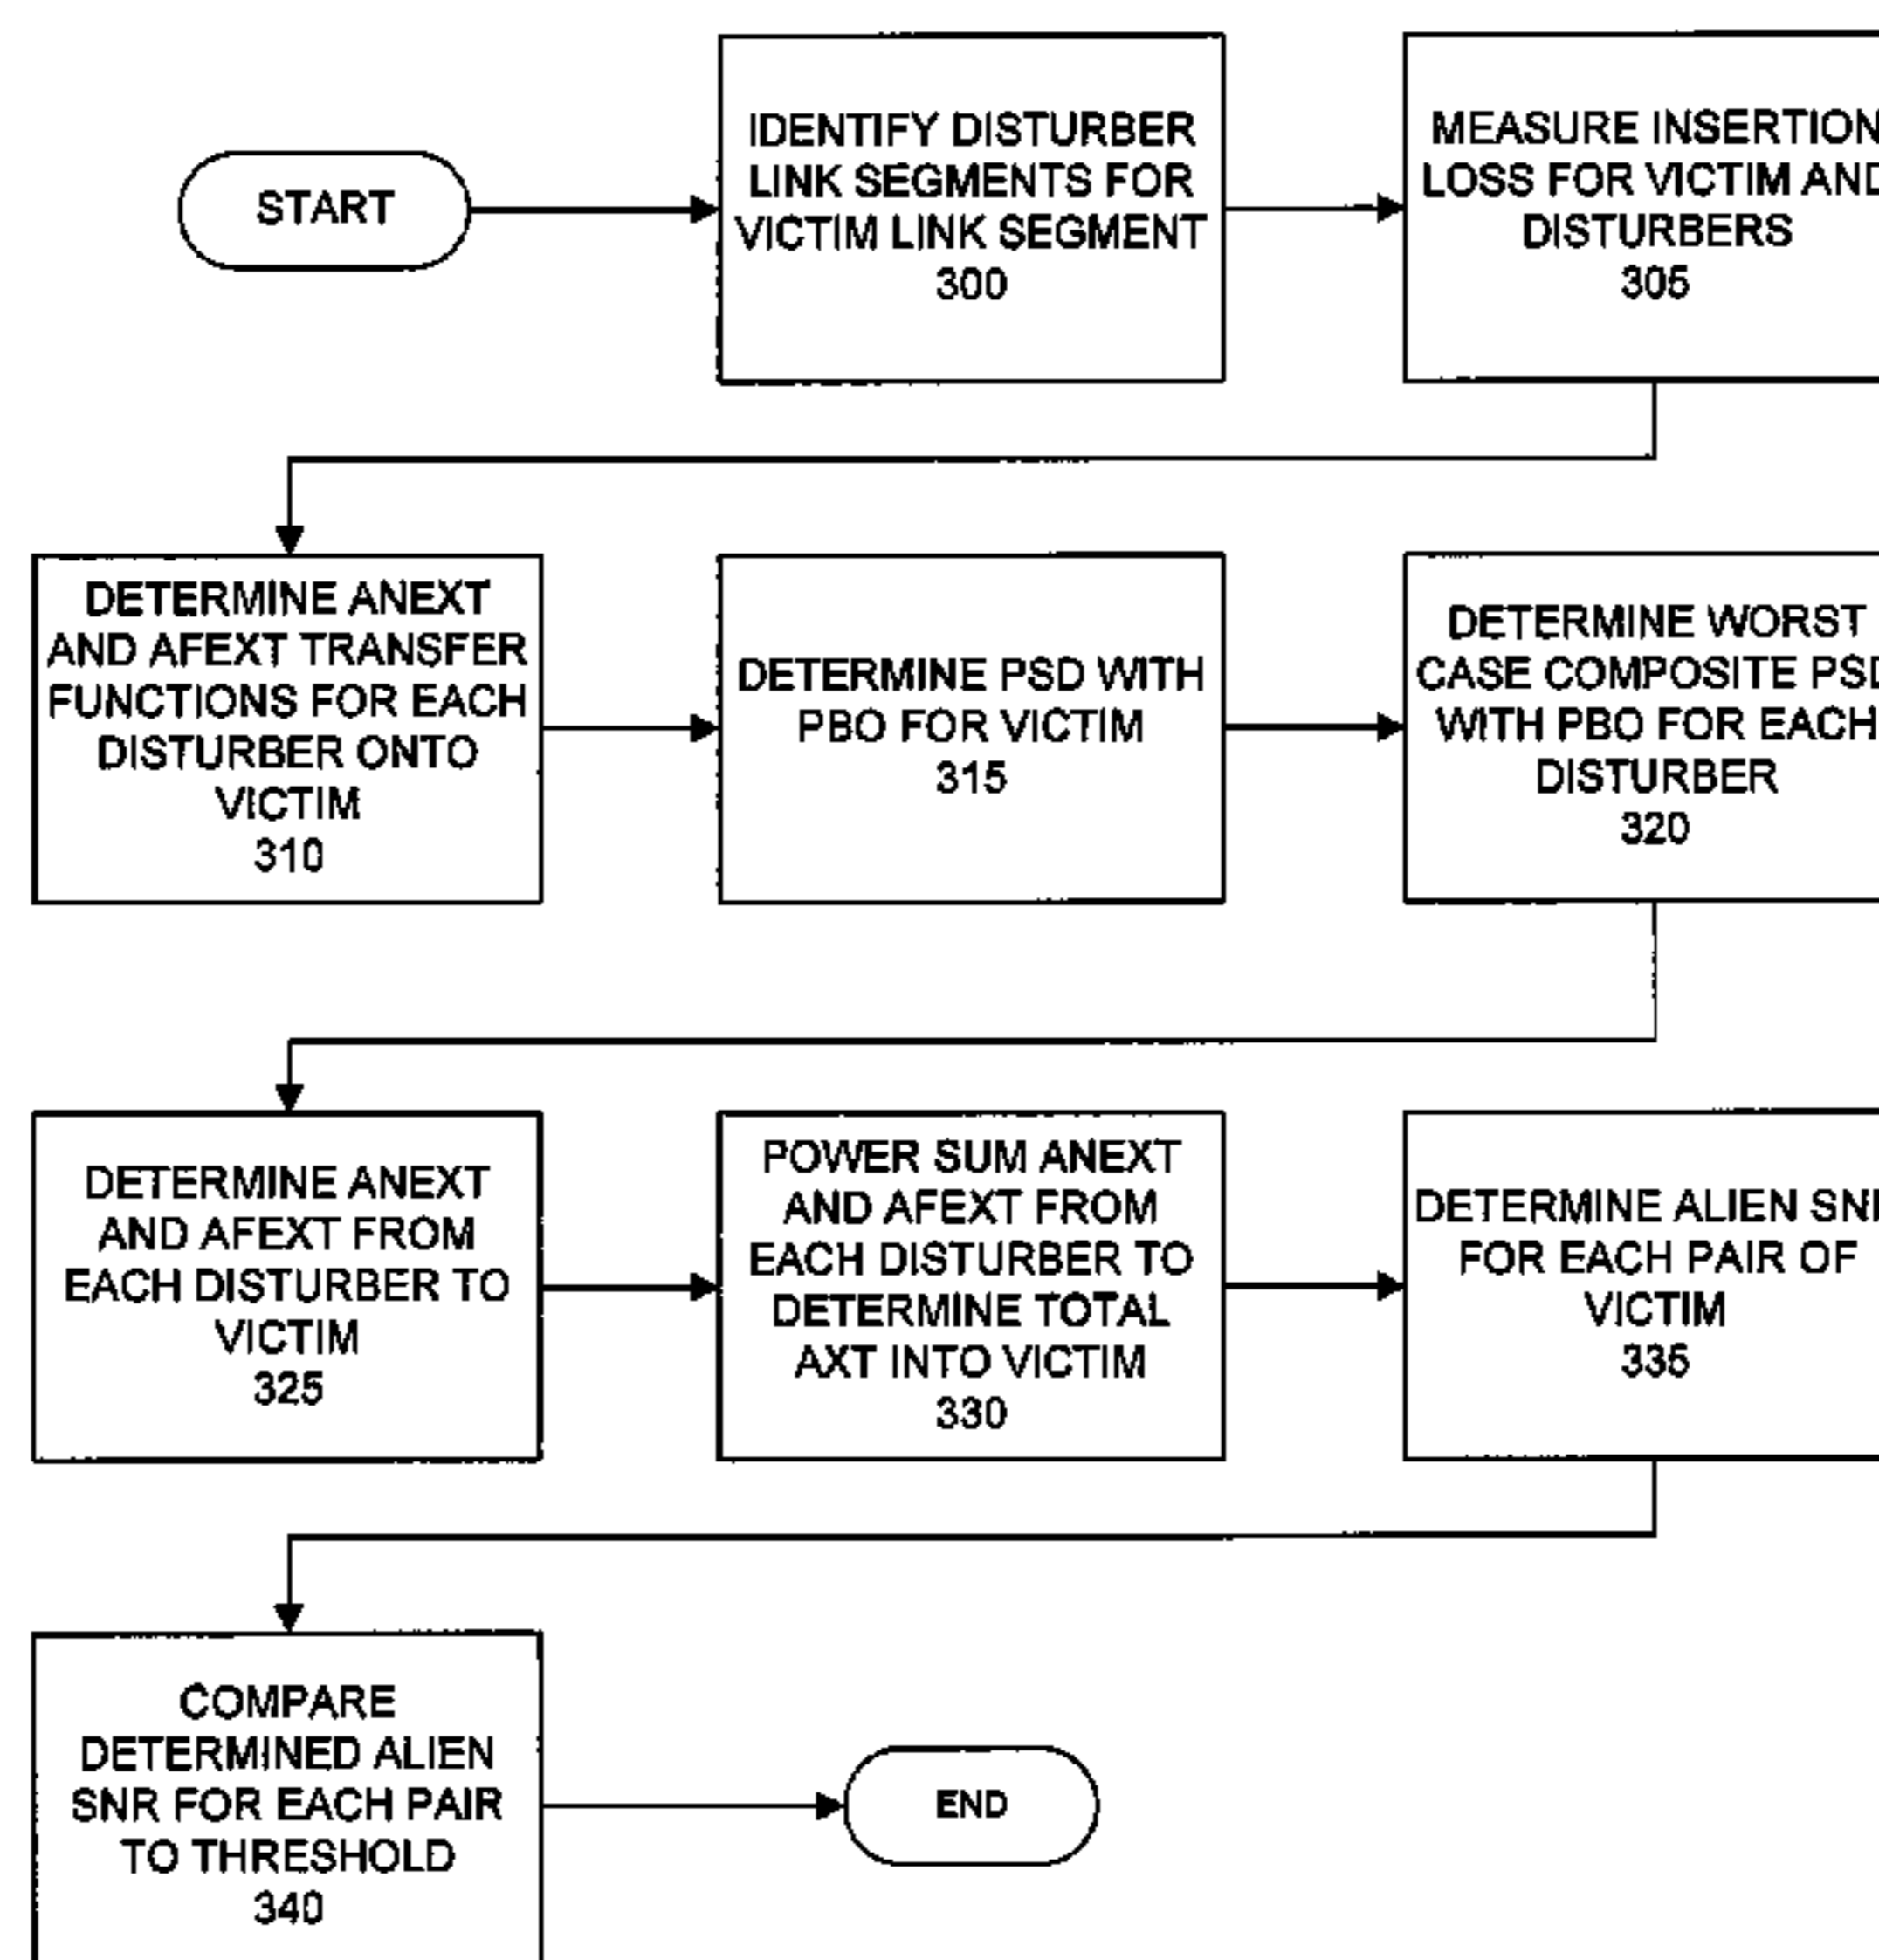 START
IDENTIFY DISTURBER
LINK SEGMENTS FOR
VICTIM LINK SEGMENT
300
MEASURE INSERTION
LOSS FOR VICTIM AND
DISTURBERS
305
DETERMINE ANEXT
AND AFEXT TRANSFER
FUNCTIONS FOR EACH
DISTURBER ONTO
VICTIM
310
DETERMINE PSD WITH
PBO FOR VICTIM
315
DETERMINE WORST
CASE COMPOSITE PSD
WITH PBO FOR EACH
DISTURBER
320
DETERMINE ANEXT
AND AFEXT FROM
EACH DISTURBER TO
VICTIM
325
POWER SUM ANEXT
AND AFEXT FROM
EACH DISTURBER TO
DETERMINE TOTAL
AXT INTO VICTIM
330
DETERMINE ALIEN SNR
FOR EACH PAIR OF
VICTIM
335
COMPARE
DETERMINED ALIEN
SNR FOR EACH PAIR
TO THRESHOLD
340
END